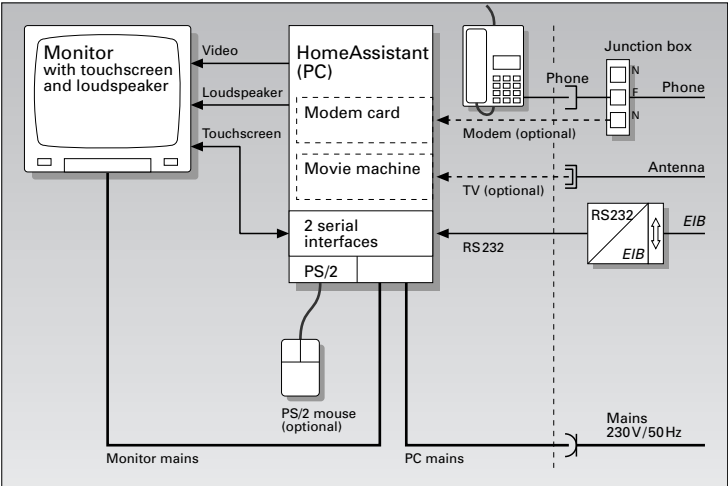 Monitor
with touchscreen
and loudspeaker
Video
Loudspeaker
Touchscreen
HomeAssistant
(PC)
Modem card
Movie machine
2 serial
interfaces
PS/2
Phone
Junction box
N
F
N
Phone
Modem (optional)
Antenna
TV (optional)
RS232
EIB
EIB
RS232
PS/2 mouse
(optional)
Monitor mains
PC mains
Mains
230V/50Hz